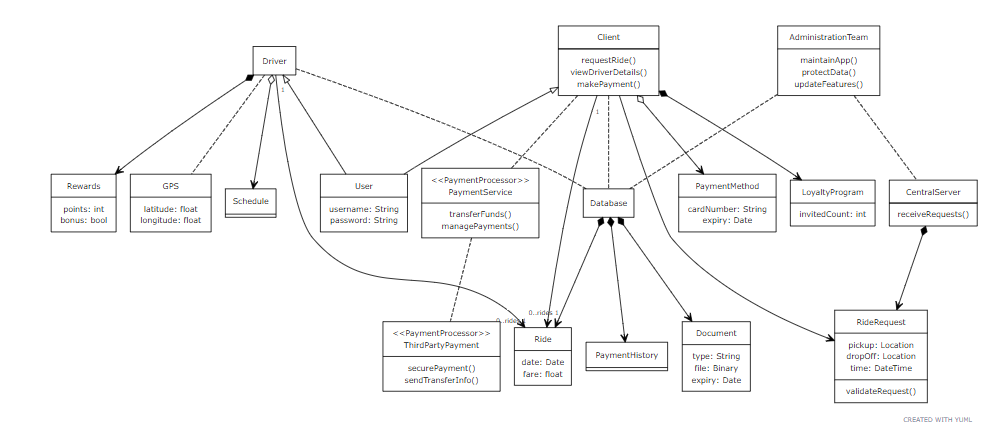 Client
requestRide()
viewDriverDetails()
makePayment()
AdministrationTeam
maintainApp()
protectData()
updateFeatures()
Driver
1
1
Rewards
points: int
bonus: bool
GPS
latitude: float
longitude: float
Schedule
User
username: String
password: String
<<PaymentProcessor>>
PaymentService
transferFunds()
managePayments()
Database
PaymentMethod
cardNumber: String
expiry: Date
LoyaltyProgram
invitedCount: int
CentralServer
receiveRequests()
0..rides 1
0..rides
<<PaymentProcessor>>
ThirdPartyPayment
securePayment()
sendTransferInfo()
Ride
date: Date
fare: float
PaymentHistory
Document
type: String
file: Binary
expiry: Date
RideRequest
pickup: Location
dropOff: Location
time: DateTime
validateRequest()
CREATED WITH YUML